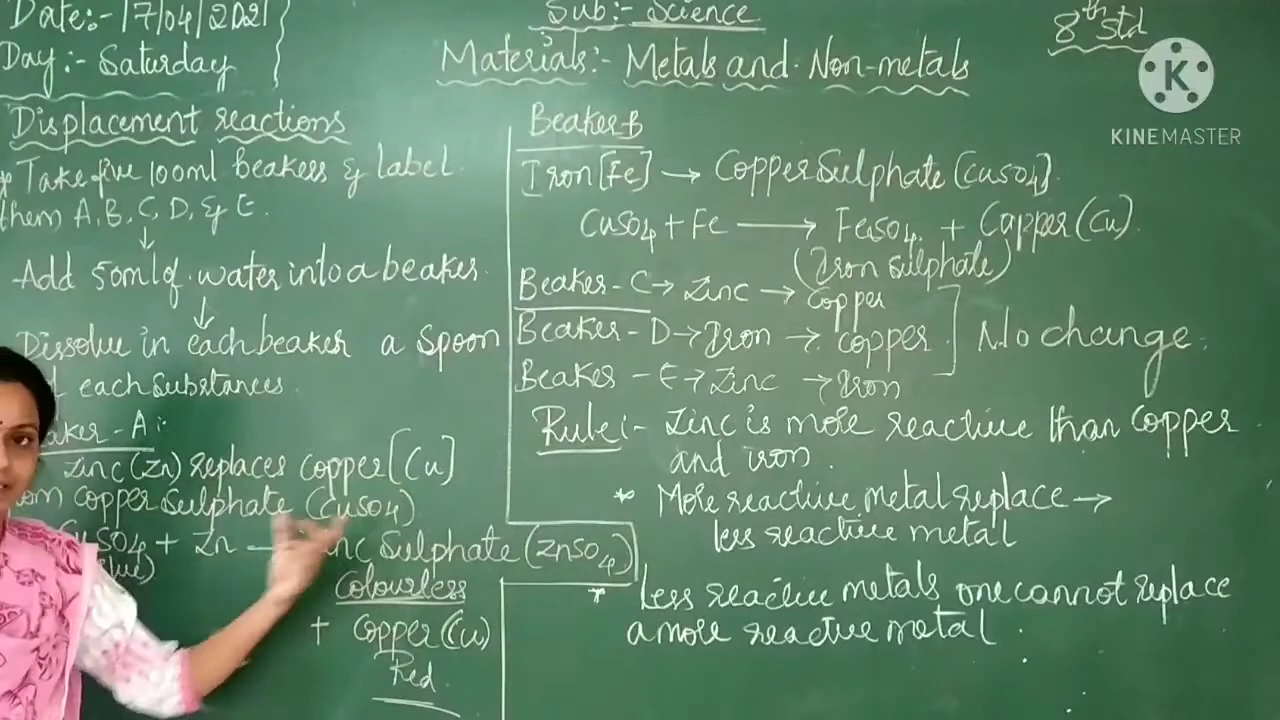 Date:- 17/04/2021
Day:- Saturday
Sub:- Science
8th Std
Materials:- Metals and Non-metals
KINEMASTER
Displacement reactions
* Take five 100ml beakers & label
them A, B, C, D, & E.
↓
Add 50ml of water into a beaker.
↓
Dissolve in each beaker a spoon
each substances.
Beaker-A:-
Zinc (Zn) replaces copper [Cu]
from copper sulphate (CuSO4)
CuSO4 + Zn → Zinc Sulphate (ZnSO4)
(Blue)
Colourless
+ Copper (Cu)
Red
Beaker B
Iron [Fe] → Copper Sulphate [CuSO4].
CuSO4 + Fe → FeSO4 + Copper (Cu).
(Iron Sulphate)
Beaker-C → Zinc → Copper
Beaker-D → Iron → copper
Beaker-E → Zinc → Iron
] No change.
Rule:- Zinc is more reactive than Copper
and iron.
* More reactive metal replace →
less reactive metal
* Less reactive metals one cannot replace
a more reactive metal.